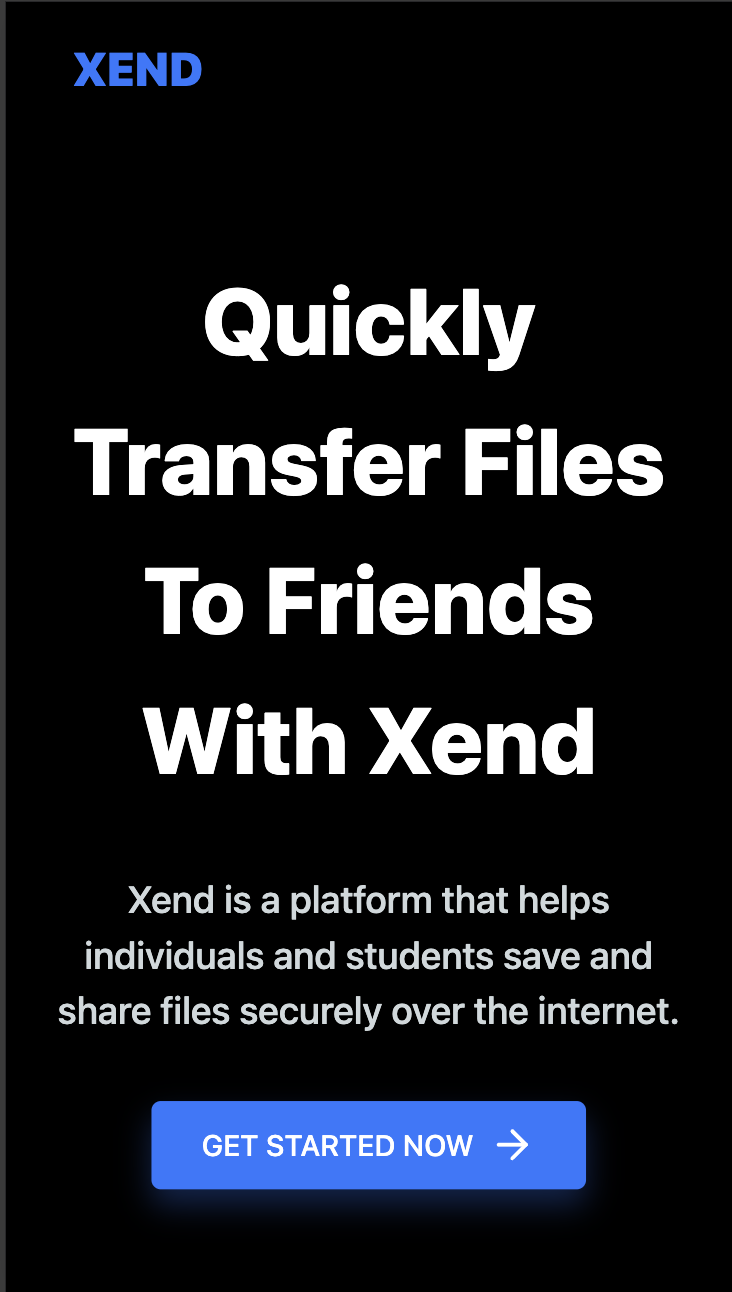 XEND
Quickly
Transfer Files
To Friends
With Xend
Xend is a platform that helps
individuals and students save and
share files securely over the internet.
GET STARTED NOW →